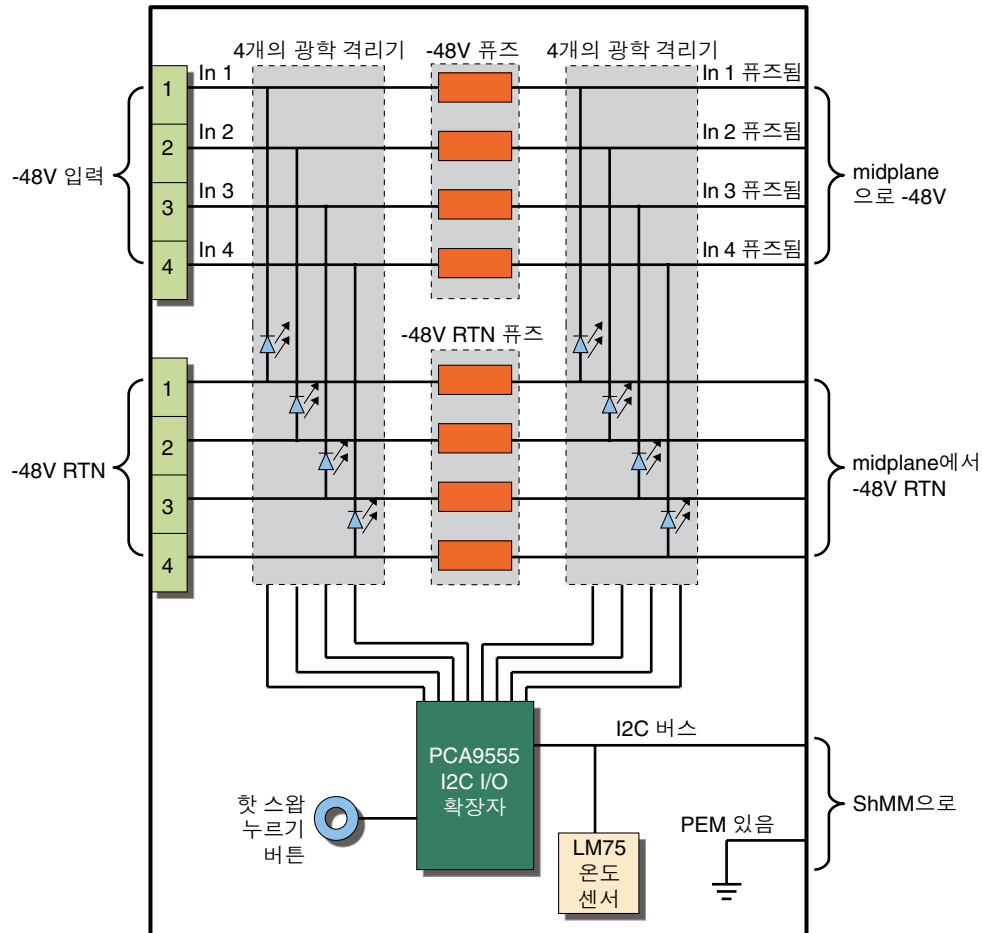 4개의 광학 격리기
-48V 퓨즈
4개의 광학 격리기
1
In 1
In 1 퓨즈됨
2
In 2
In 2 퓨즈됨
-48V 입력
midplane
으로 -48V
3
In 3
In 3 퓨즈됨
4
In 4
In 4 퓨즈됨
-48V RTN 퓨즈
1
2
-48V RTN
midplane에서
-48V RTN
3
4
PCA9555
I2C I/O
확장자
I2C 버스
핫 스왑
누르기
버튼
ShMM으로
PEM 있음
LM75
온도
센서